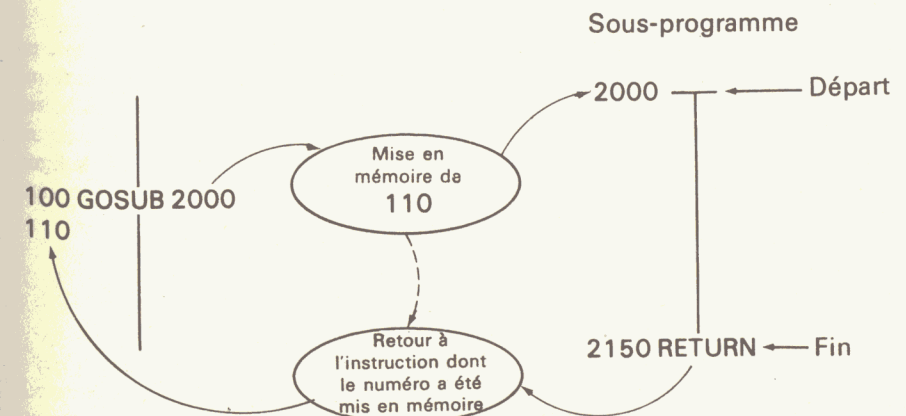 Sous-programme
2000
Départ
Mise en
mémoire de
110
100 GOSUB 2000
110
Retour à
l'instruction dont
le numéro a été
mis en mémoire
2150 RETURN
Fin